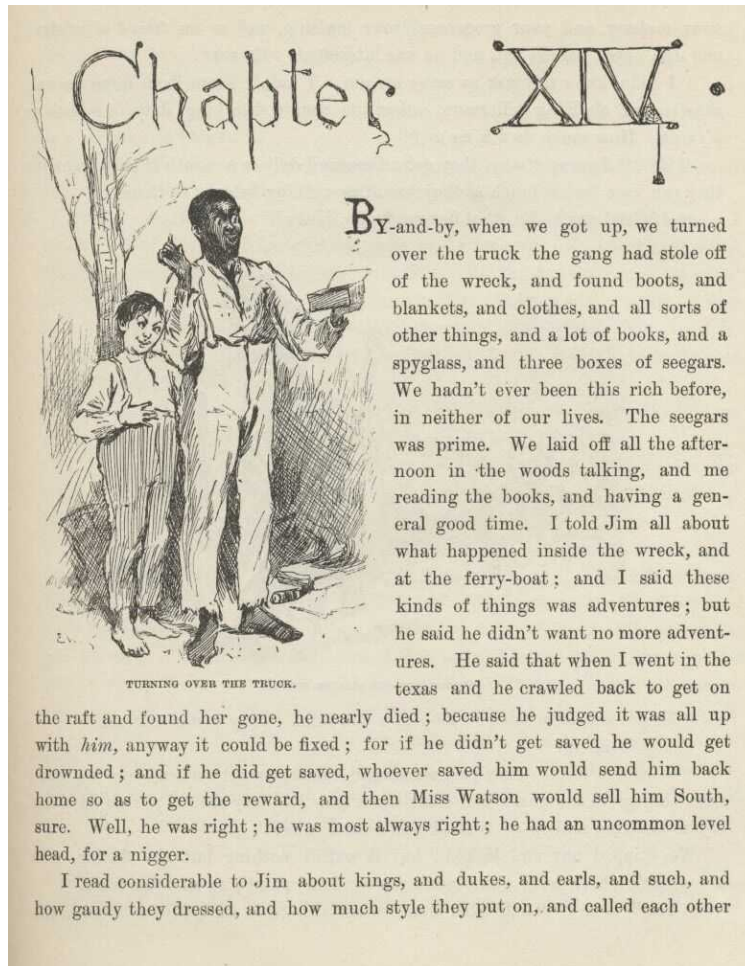 Chapter XIV.
BY-and-by, when we got up, we turned
over the truck the gang had stole off
of the wreck, and found boots, and
blankets, and clothes, and all sorts of
other things, and a lot of books, and a
spyglass, and three boxes of seegars.
We hadn't ever been this rich before,
in neither of our lives. The seegars
was prime. We laid off all the after-
noon in the woods talking, and me
reading the books, and having a gen-
eral good time. I told Jim all about
what happened inside the wreck, and
at the ferry-boat; and I said these
kinds of things was adventures; but
he said he didn't want no more advent-
ures. He said that when I went in the
texas and he crawled back to get on
TURNING OVER THE TRUCK.
the raft and found her gone, he nearly died; because he judged it was all up
with him, anyway it could be fixed; for if he didn't get saved he would get
drownded; and if he did get saved, whoever saved him would send him back
home so as to get the reward, and then Miss Watson would sell him South,
sure. Well, he was right; he was most always right; he had an uncommon level
head, for a nigger.
I read considerable to Jim about kings, and dukes, and earls, and such, and
how gaudy they dressed, and how much style they put on, and called each other